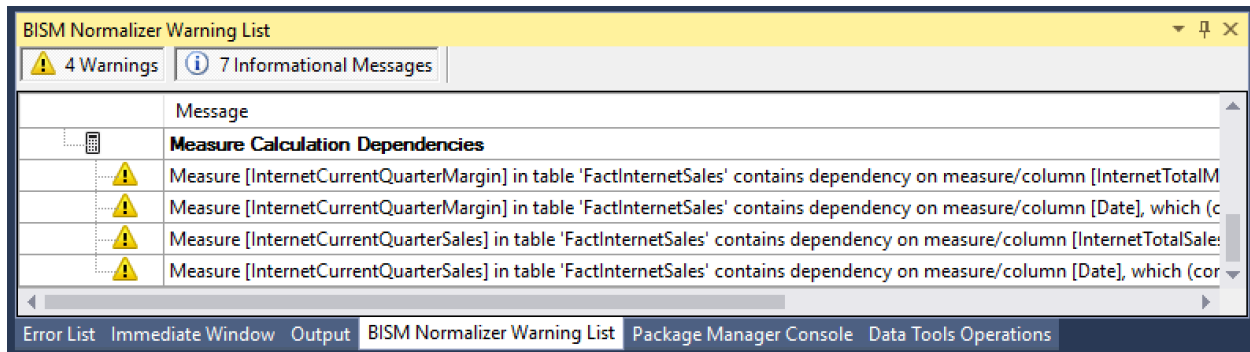 BISM Normalizer Warning List
4 Warnings 7 Informational Messages
Message
Measure Calculation Dependencies
Measure [InternetCurrentQuarterMargin] in table 'FactInternetSales' contains dependency on measure/column [InternetTotalM
Measure [InternetCurrentQuarterMargin] in table 'FactInternetSales' contains dependency on measure/column [Date], which (c
Measure [InternetCurrentQuarterSales] in table 'FactInternetSales' contains dependency on measure/column [InternetTotalSales
Measure [InternetCurrentQuarterSales] in table 'FactInternetSales' contains dependency on measure/column [Date], which (cor
Error List Immediate Window Output BISM Normalizer Warning List Package Manager Console Data Tools Operations